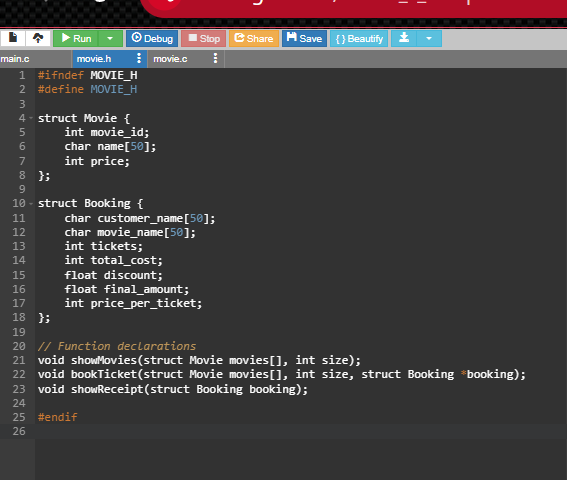 Run Debug Stop Share Save { } Beautify
main.c movie.h movie.c
1 #ifndef MOVIE_H
2 #define MOVIE_H
3
4 struct Movie {
5     int movie_id;
6     char name[50];
7     int price;
8 };
9
10 struct Booking {
11     char customer_name[50];
12     char movie_name[50];
13     int tickets;
14     int total_cost;
15     float discount;
16     float final_amount;
17     int price_per_ticket;
18 };
19
20 // Function declarations
21 void showMovies(struct Movie movies[], int size);
22 void bookTicket(struct Movie movies[], int size, struct Booking *booking);
23 void showReceipt(struct Booking booking);
24
25 #endif
26